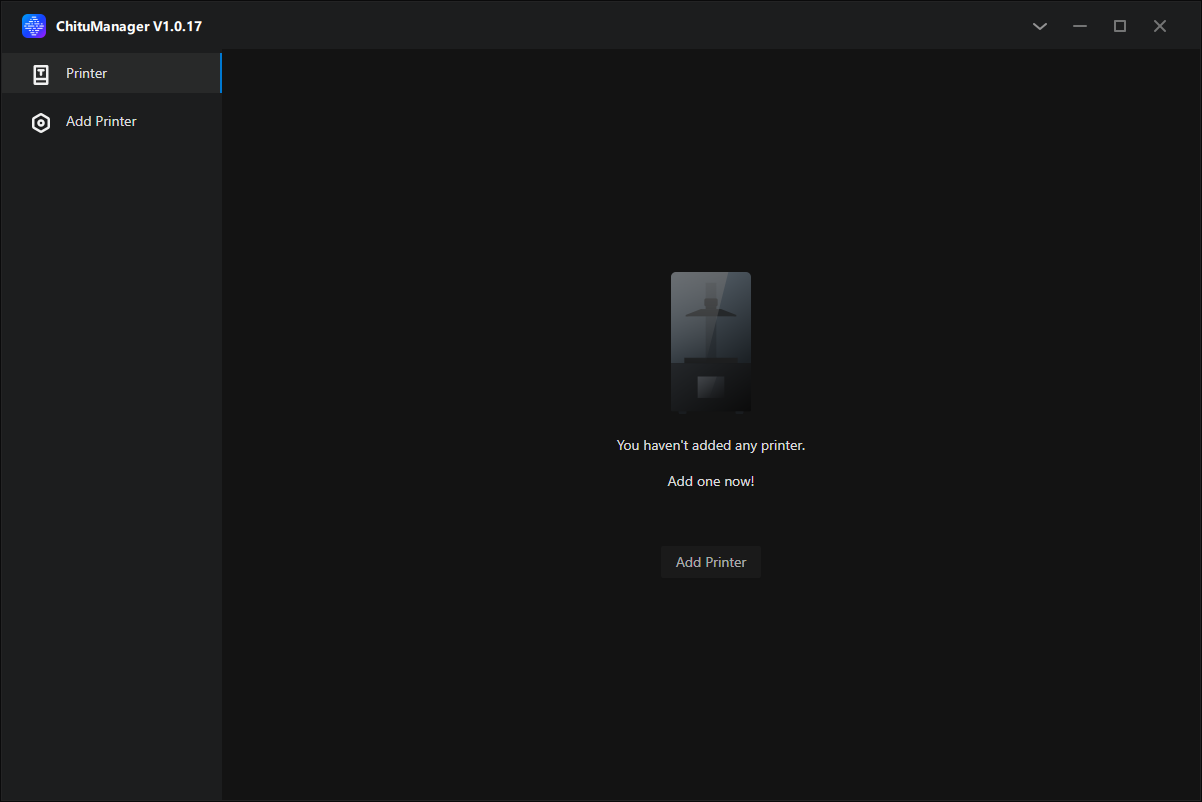 ChituManager V1.0.17
Printer
Add Printer
You haven't added any printer.
Add one now!
Add Printer